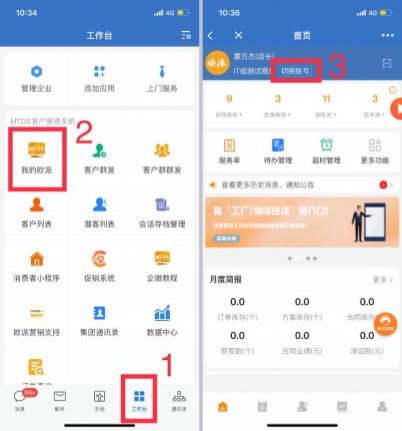 10:34
4G
工作台
管理企业
添加应用
上门服务
MTDS 客户管理系统
2
MTDS
我的欧派
客户群发
客户群群发
客户列表
潜客列表
会话存档管理
消费者小程序
促销系统
企微教程
欧派营销支持
集团通讯录
数据中心
1
99+
消息
邮件
文档
工作台
通讯录
10:36
4G
首页
董万杰(店长)
IT组测试商
切换账号
3
9
3
11
3
合同库存
服务单
待办管理
超时管理
更多功能
查看更多历史消息、通知公告
月度简报
更多
0.0
0.0
0.0
订单库存(个)
方案库存(个)
合同库存(
0.0
0.0
0.0
获客数(个)
合同业绩(元)
净回款(元)